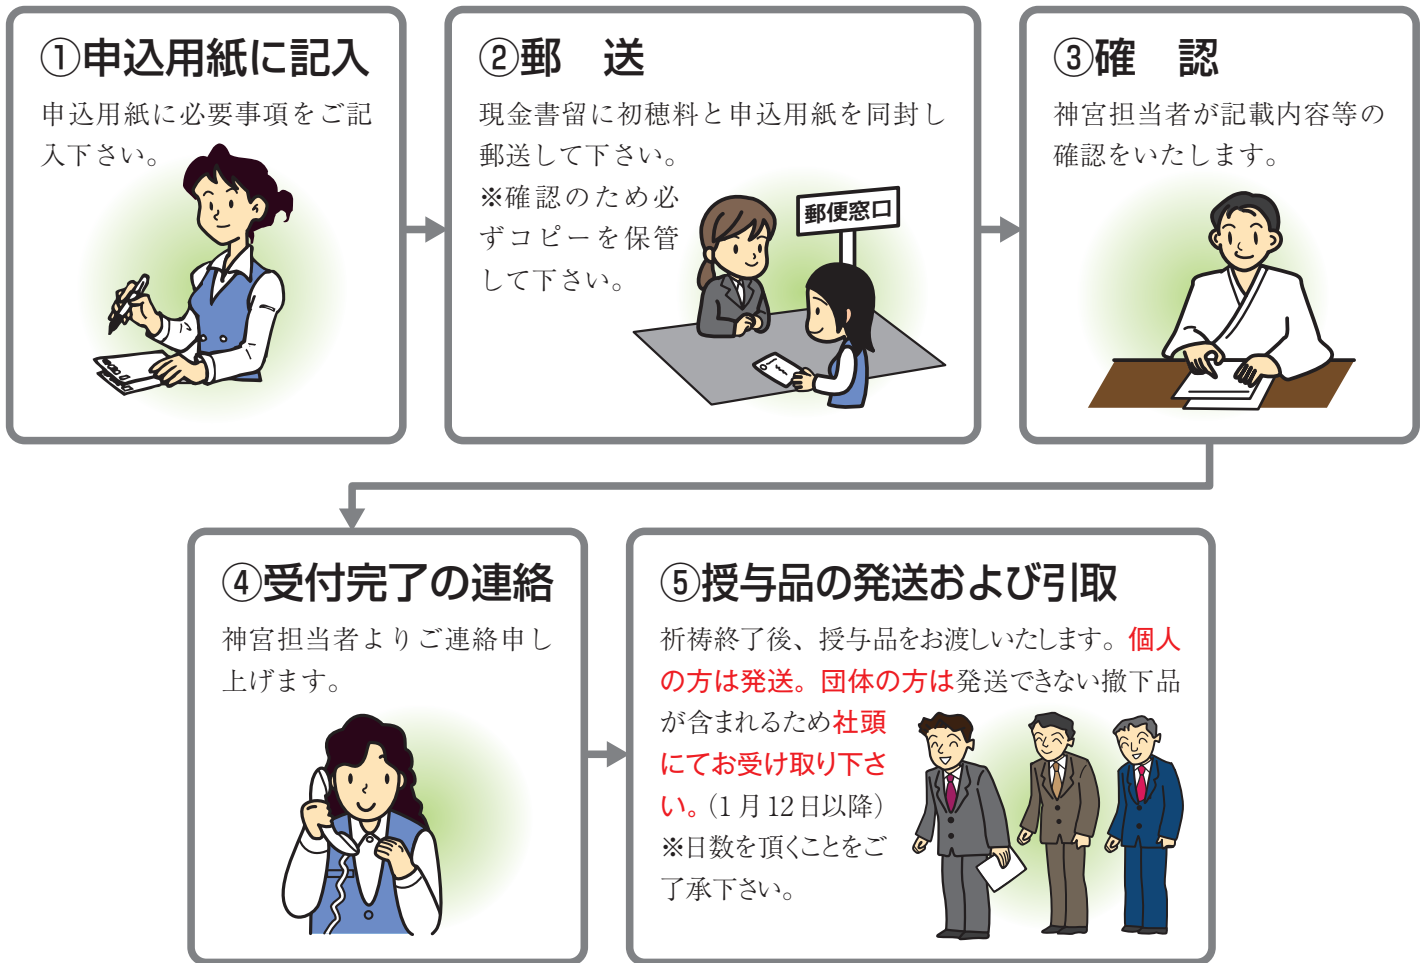 ①申込用紙に記入
申込用紙に必要事項をご記
入下さい。
②郵　送
現金書留に初穂料と申込用紙を同封し
郵送して下さい。
※確認のため必
ずコピーを保管
して下さい。
郵便窓口
③確　認
神宮担当者が記載内容等の
確認をいたします。
④受付完了の連絡
神宮担当者よりご連絡申し
上げます。
⑤授与品の発送および引取
祈祷終了後、授与品をお渡しいたします。個人
の方は発送。団体の方は発送できない撤下品
が含まれるため社頭
にてお受け取り下さ
い。（1月12日以降）
※日数を頂くことをご
了承下さい。